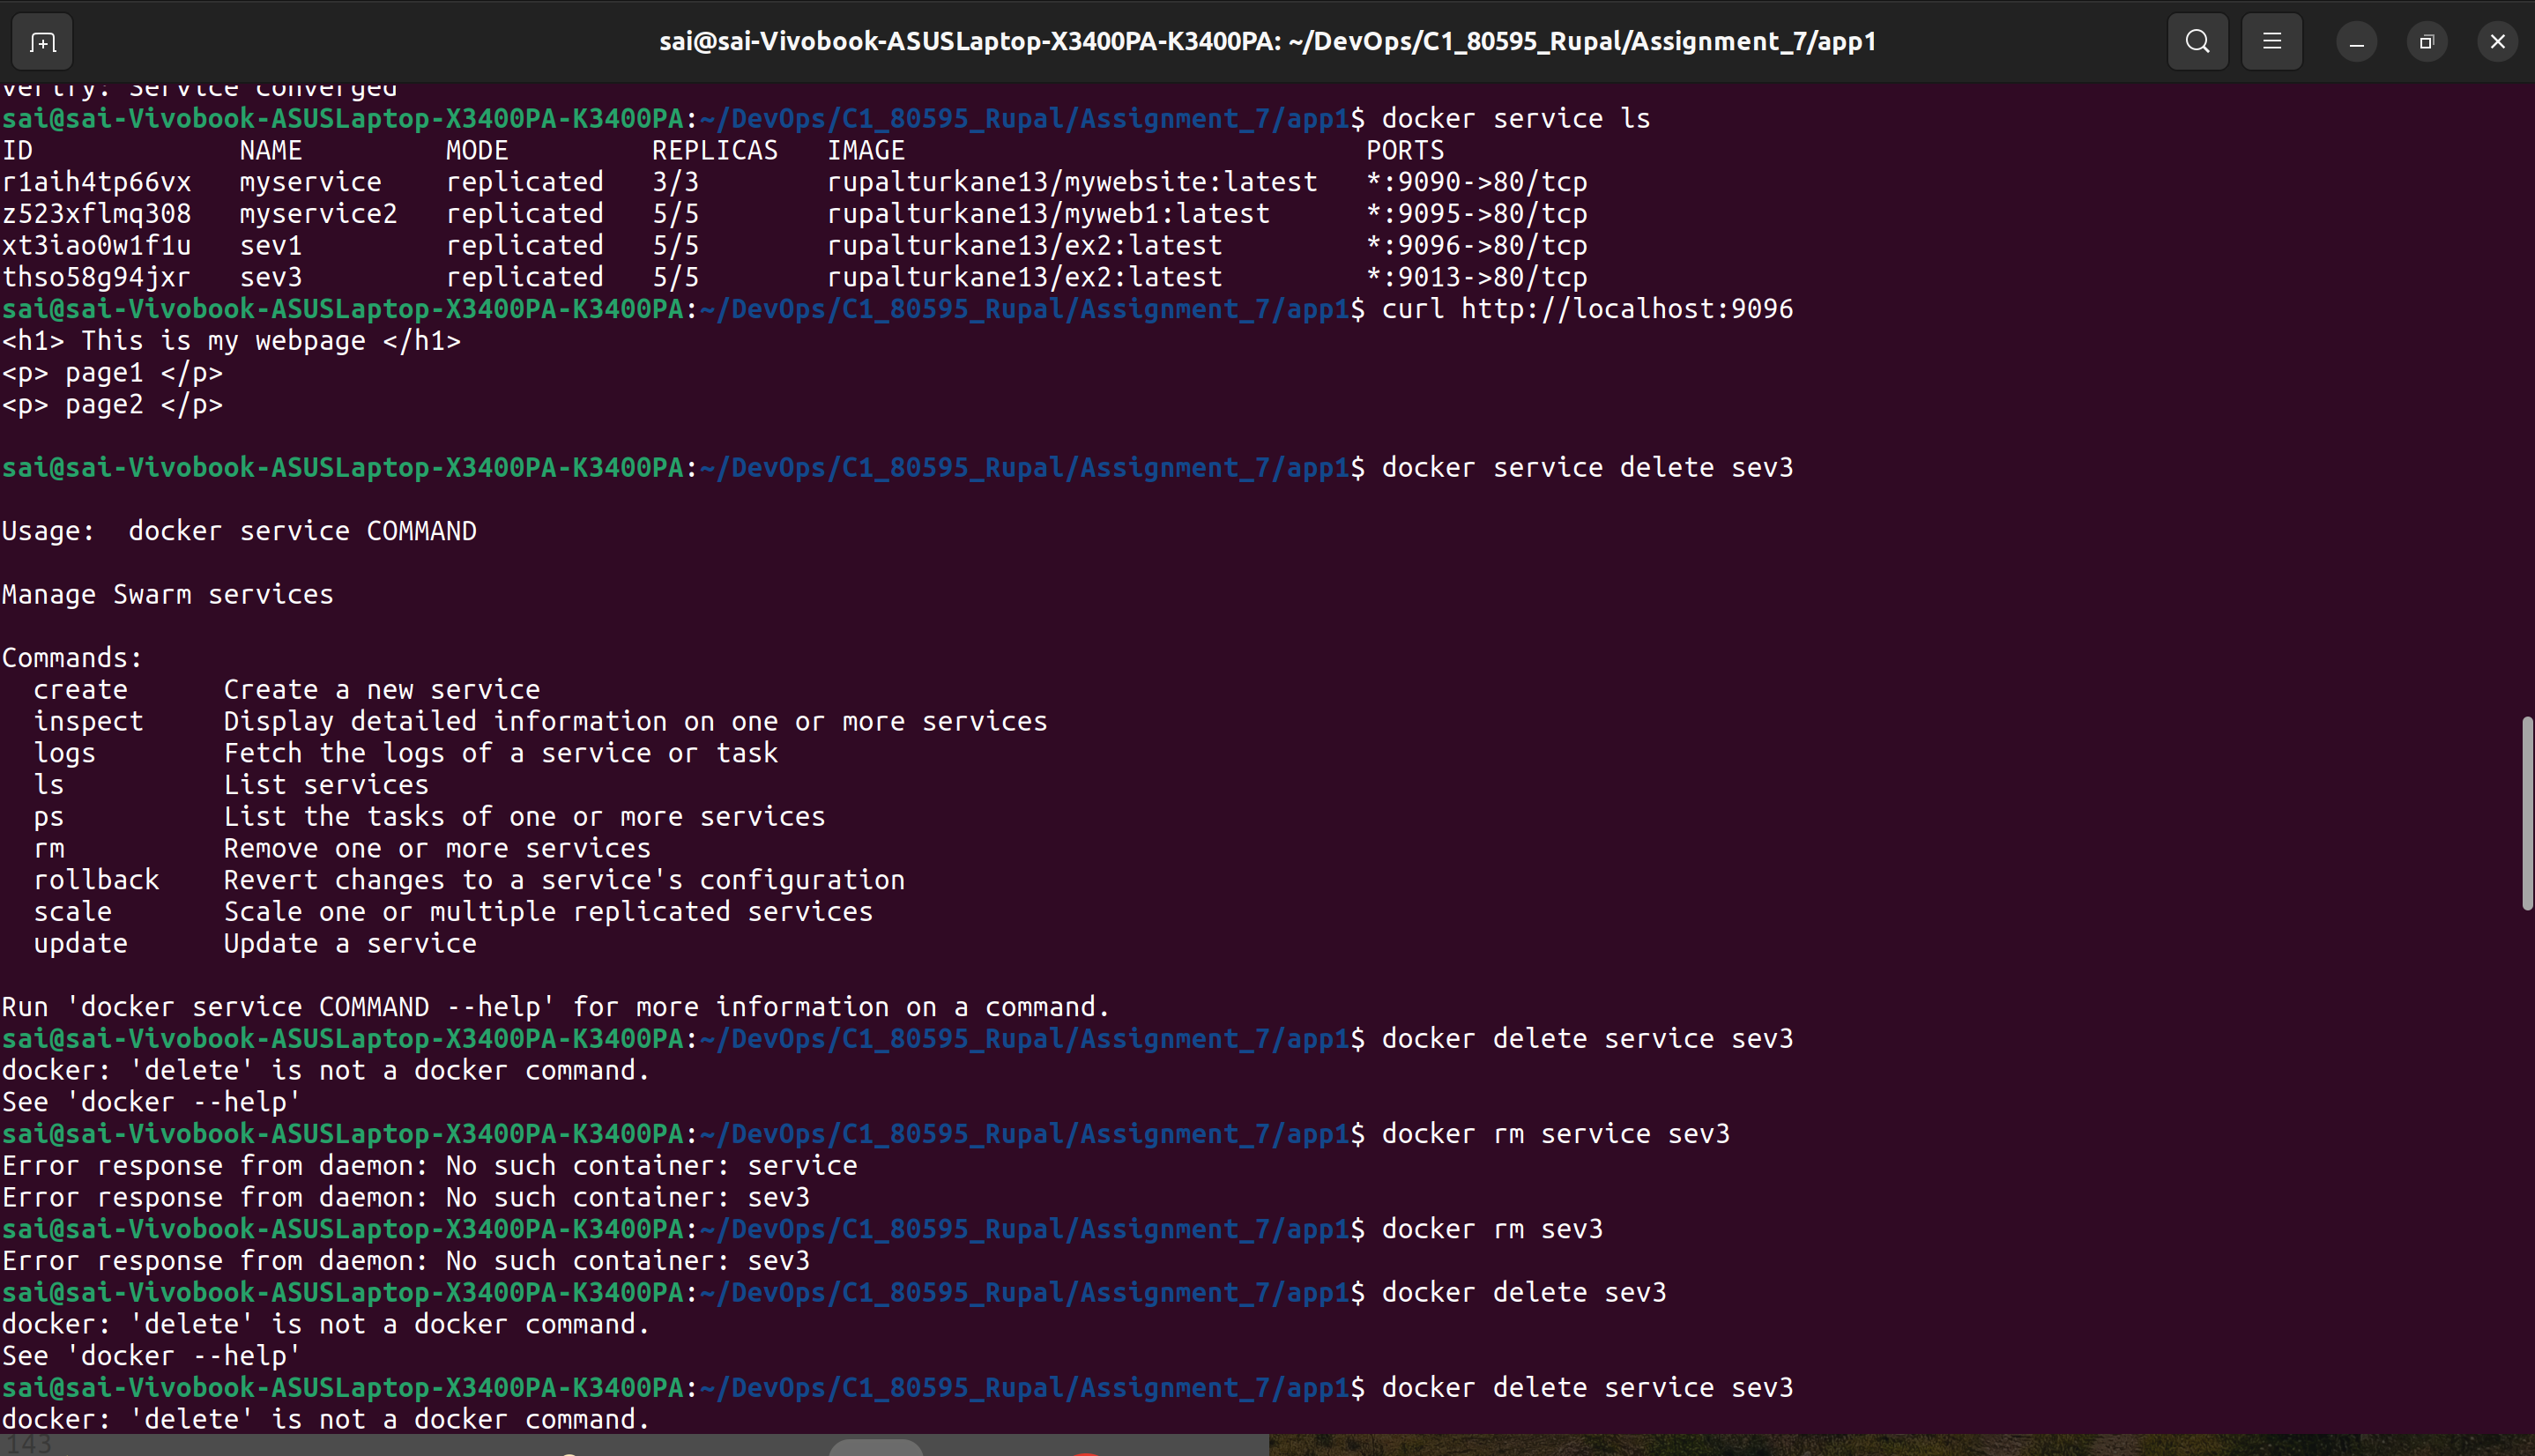 sai@sai-Vivobook-ASUSLaptop-X3400PA-K3400PA: ~/DevOps/C1_80595_Rupal/Assignment_7/app1
verify: Service converged
sai@sai-Vivobook-ASUSLaptop-X3400PA-K3400PA:~/DevOps/C1_80595_Rupal/Assignment_7/app1$ docker service ls
ID             NAME         MODE         REPLICAS   IMAGE                             PORTS
r1aih4tp66vx   myservice    replicated   3/3        rupalturkane13/mywebsite:latest   *:9090->80/tcp
z523xflmq308   myservice2   replicated   5/5        rupalturkane13/myweb1:latest      *:9095->80/tcp
xt3iao0w1f1u   sev1         replicated   5/5        rupalturkane13/ex2:latest         *:9096->80/tcp
thso58g94jxr   sev3         replicated   5/5        rupalturkane13/ex2:latest         *:9013->80/tcp
sai@sai-Vivobook-ASUSLaptop-X3400PA-K3400PA:~/DevOps/C1_80595_Rupal/Assignment_7/app1$ curl http://localhost:9096
<h1> This is my webpage </h1>
<p> page1 </p>
<p> page2 </p>
sai@sai-Vivobook-ASUSLaptop-X3400PA-K3400PA:~/DevOps/C1_80595_Rupal/Assignment_7/app1$ docker service delete sev3
Usage:  docker service COMMAND
Manage Swarm services
Commands:
  create      Create a new service
  inspect     Display detailed information on one or more services
  logs        Fetch the logs of a service or task
  ls          List services
  ps          List the tasks of one or more services
  rm          Remove one or more services
  rollback    Revert changes to a service's configuration
  scale       Scale one or multiple replicated services
  update      Update a service
Run 'docker service COMMAND --help' for more information on a command.
sai@sai-Vivobook-ASUSLaptop-X3400PA-K3400PA:~/DevOps/C1_80595_Rupal/Assignment_7/app1$ docker delete service sev3
docker: 'delete' is not a docker command.
See 'docker --help'
sai@sai-Vivobook-ASUSLaptop-X3400PA-K3400PA:~/DevOps/C1_80595_Rupal/Assignment_7/app1$ docker rm service sev3
Error response from daemon: No such container: service
Error response from daemon: No such container: sev3
sai@sai-Vivobook-ASUSLaptop-X3400PA-K3400PA:~/DevOps/C1_80595_Rupal/Assignment_7/app1$ docker rm sev3
Error response from daemon: No such container: sev3
sai@sai-Vivobook-ASUSLaptop-X3400PA-K3400PA:~/DevOps/C1_80595_Rupal/Assignment_7/app1$ docker delete sev3
docker: 'delete' is not a docker command.
See 'docker --help'
sai@sai-Vivobook-ASUSLaptop-X3400PA-K3400PA:~/DevOps/C1_80595_Rupal/Assignment_7/app1$ docker delete service sev3
docker: 'delete' is not a docker command.
143